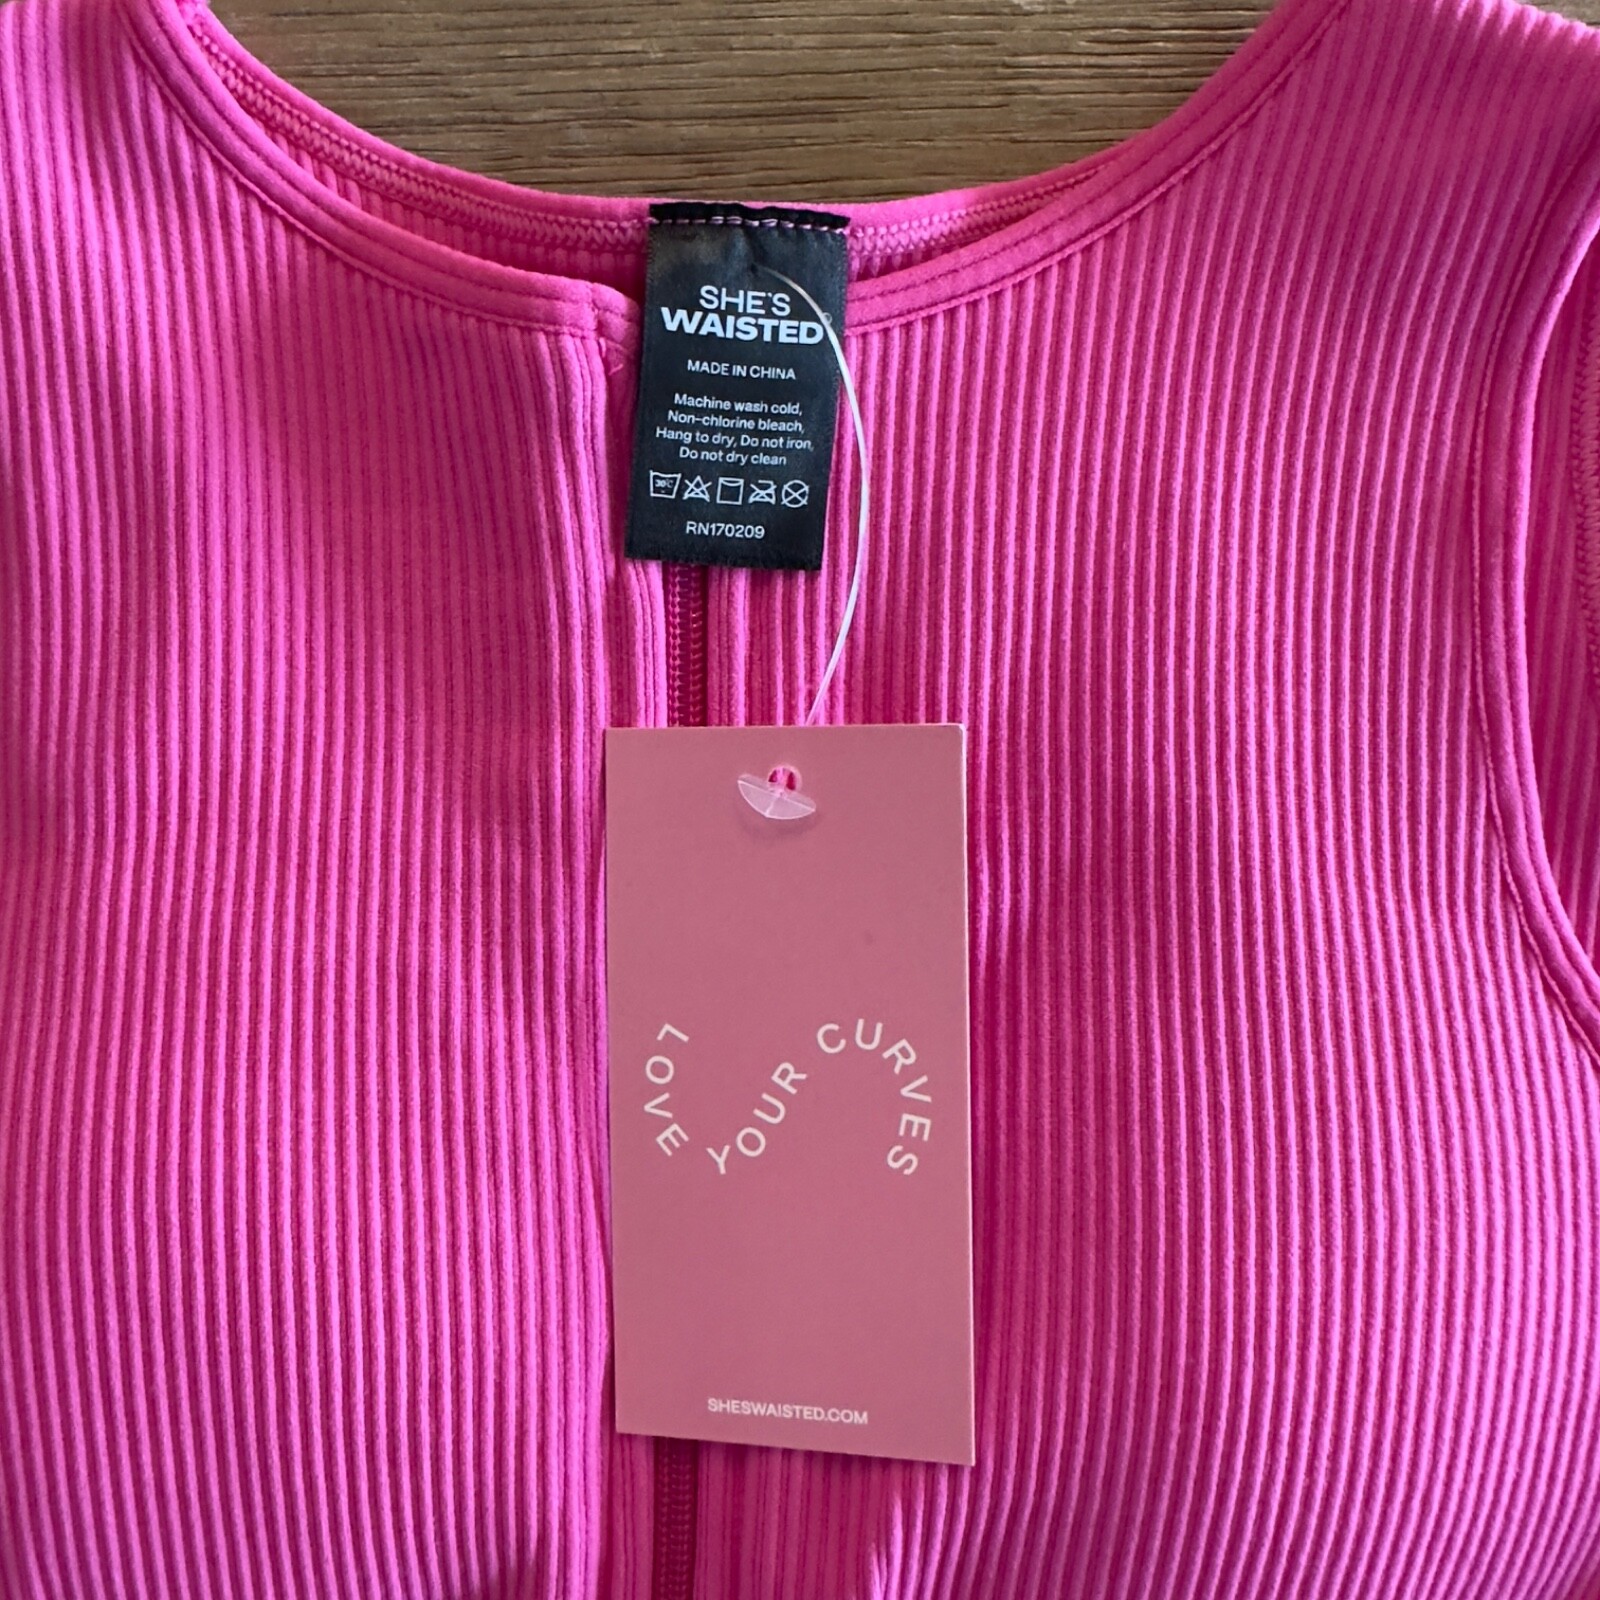 SHE'S
WAISTED
MADE IN CHINA
Machine wash cold,
Non-chlorine bleach,
Hang to dry, Do not iron,
Do not dry clean
30°C
RN170209
LOVE YOUR CURVES
SHESWAISTED.COM